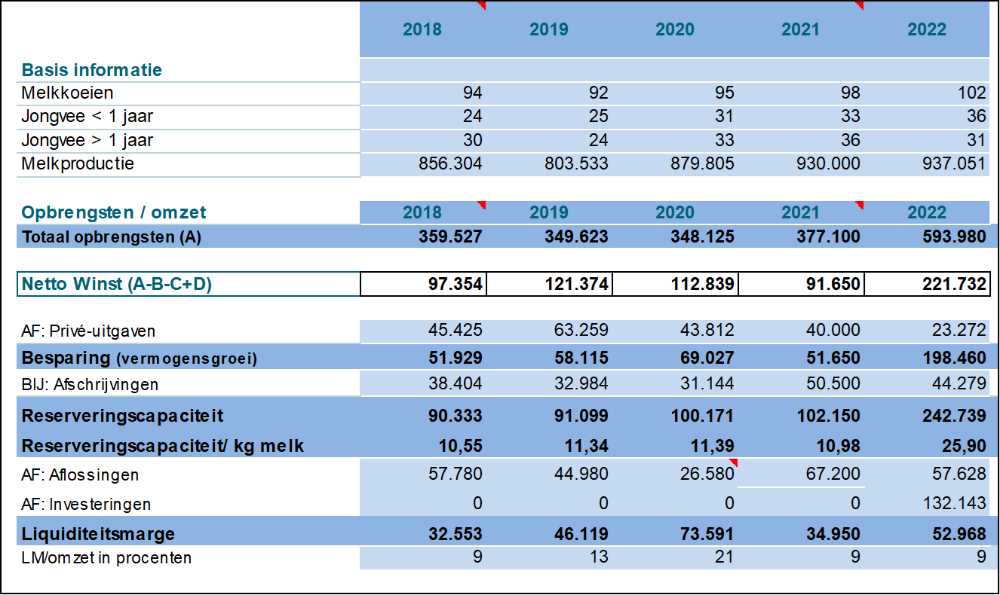 2018 2019 2020 2021 2022
Basis informatie
Melkkoeien 94 92 95 98 102
Jongvee < 1 jaar 24 25 31 33 36
Jongvee > 1 jaar 30 24 33 36 31
Melkproductie 856.304 803.533 879.805 930.000 937.051
Opbrengsten / omzet 2018 2019 2020 2021 2022
Totaal opbrengsten (A) 359.527 349.623 348.125 377.100 593.980
Netto Winst (A-B-C+D) 97.354 121.374 112.839 91.650 221.732
AF: Privé-uitgaven 45.425 63.259 43.812 40.000 23.272
Besparing (vermogensgroei) 51.929 58.115 69.027 51.650 198.460
BIJ: Afschrijvingen 38.404 32.984 31.144 50.500 44.279
Reserveringscapaciteit 90.333 91.099 100.171 102.150 242.739
Reserveringscapaciteit/ kg melk 10,55 11,34 11,39 10,98 25,90
AF: Aflossingen 57.780 44.980 26.580 67.200 57.628
AF: Investeringen 0 0 0 0 132.143
Liquiditeitsmarge 32.553 46.119 73.591 34.950 52.968
LM/omzet in procenten 9 13 21 9 9